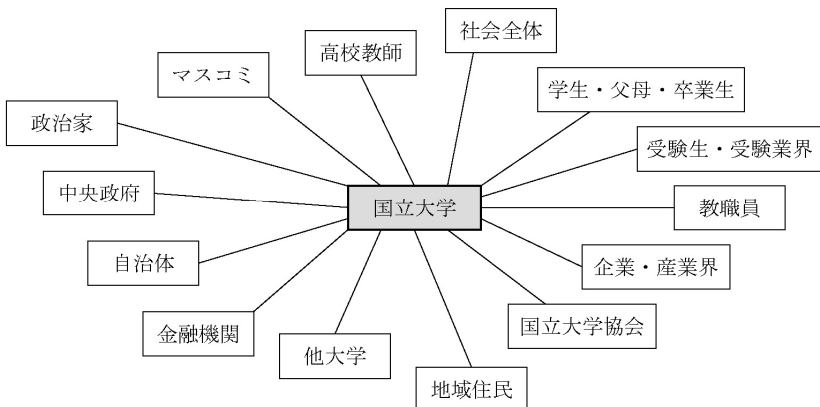 社会全体
高校教師
マスコミ
学生・父母・卒業生
政治家
受験生・受験業界
中央政府
国立大学
教職員
自治体
企業・産業界
金融機関
国立大学協会
他大学
地域住民